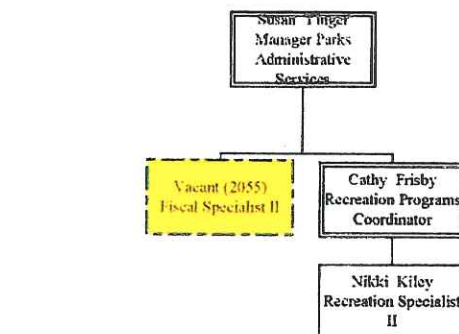 Susan Tinger
Manager Parks
Administrative
Services
Vacant (2055)
Fiscal Specialist II
Cathy Frisby
Recreation Programs
Coordinator
Nikki Kiley
Recreation Specialist
II